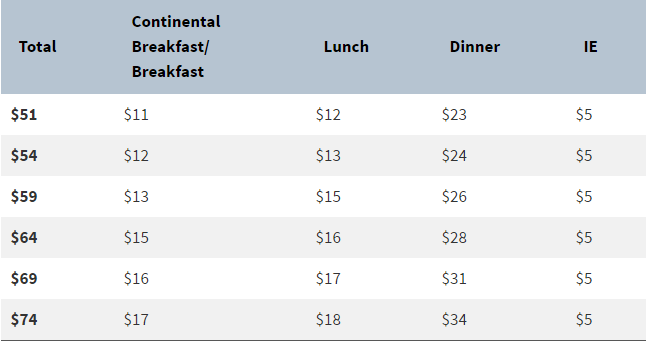 Total Continental Breakfast/ Breakfast Lunch Dinner IE
$51 $11 $12 $23 $5
$54 $12 $13 $24 $5
$59 $13 $15 $26 $5
$64 $15 $16 $28 $5
$69 $16 $17 $31 $5
$74 $17 $18 $34 $5